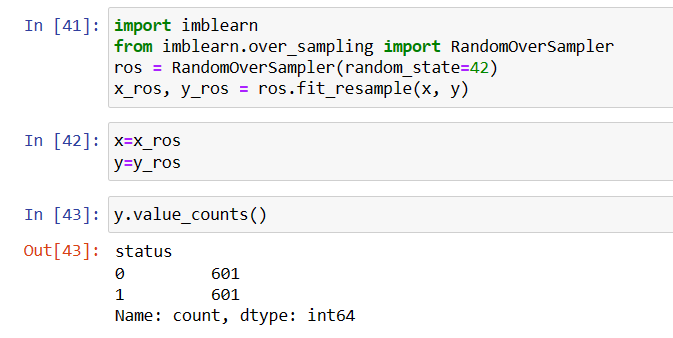 In [41]: import imblearn
from imblearn.over_sampling import RandomOverSampler
ros = RandomOverSampler(random_state=42)
x_ros, y_ros = ros.fit_resample(x, y)
In [42]: x=x_ros
y=y_ros
In [43]: y.value_counts()
Out[43]: status
0 601
1 601
Name: count, dtype: int64